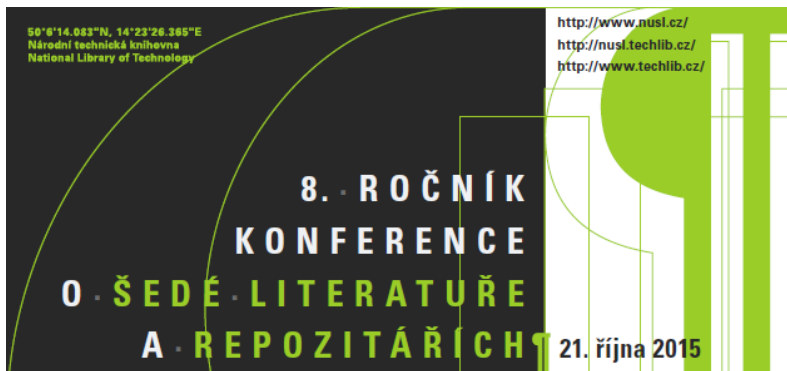 50°6'14.083"N, 14°23'26.365"E
Národní technická knihovna
National Library of Technology
http://www.nusl.cz/
http://nusl.techlib.cz/
http://www.techlib.cz/
8. · ROČNÍK
KONFERENCE
O · ŠEDÉ · LITERATUŘE
A · REPOZITÁŘÍCH¶
21. října 2015